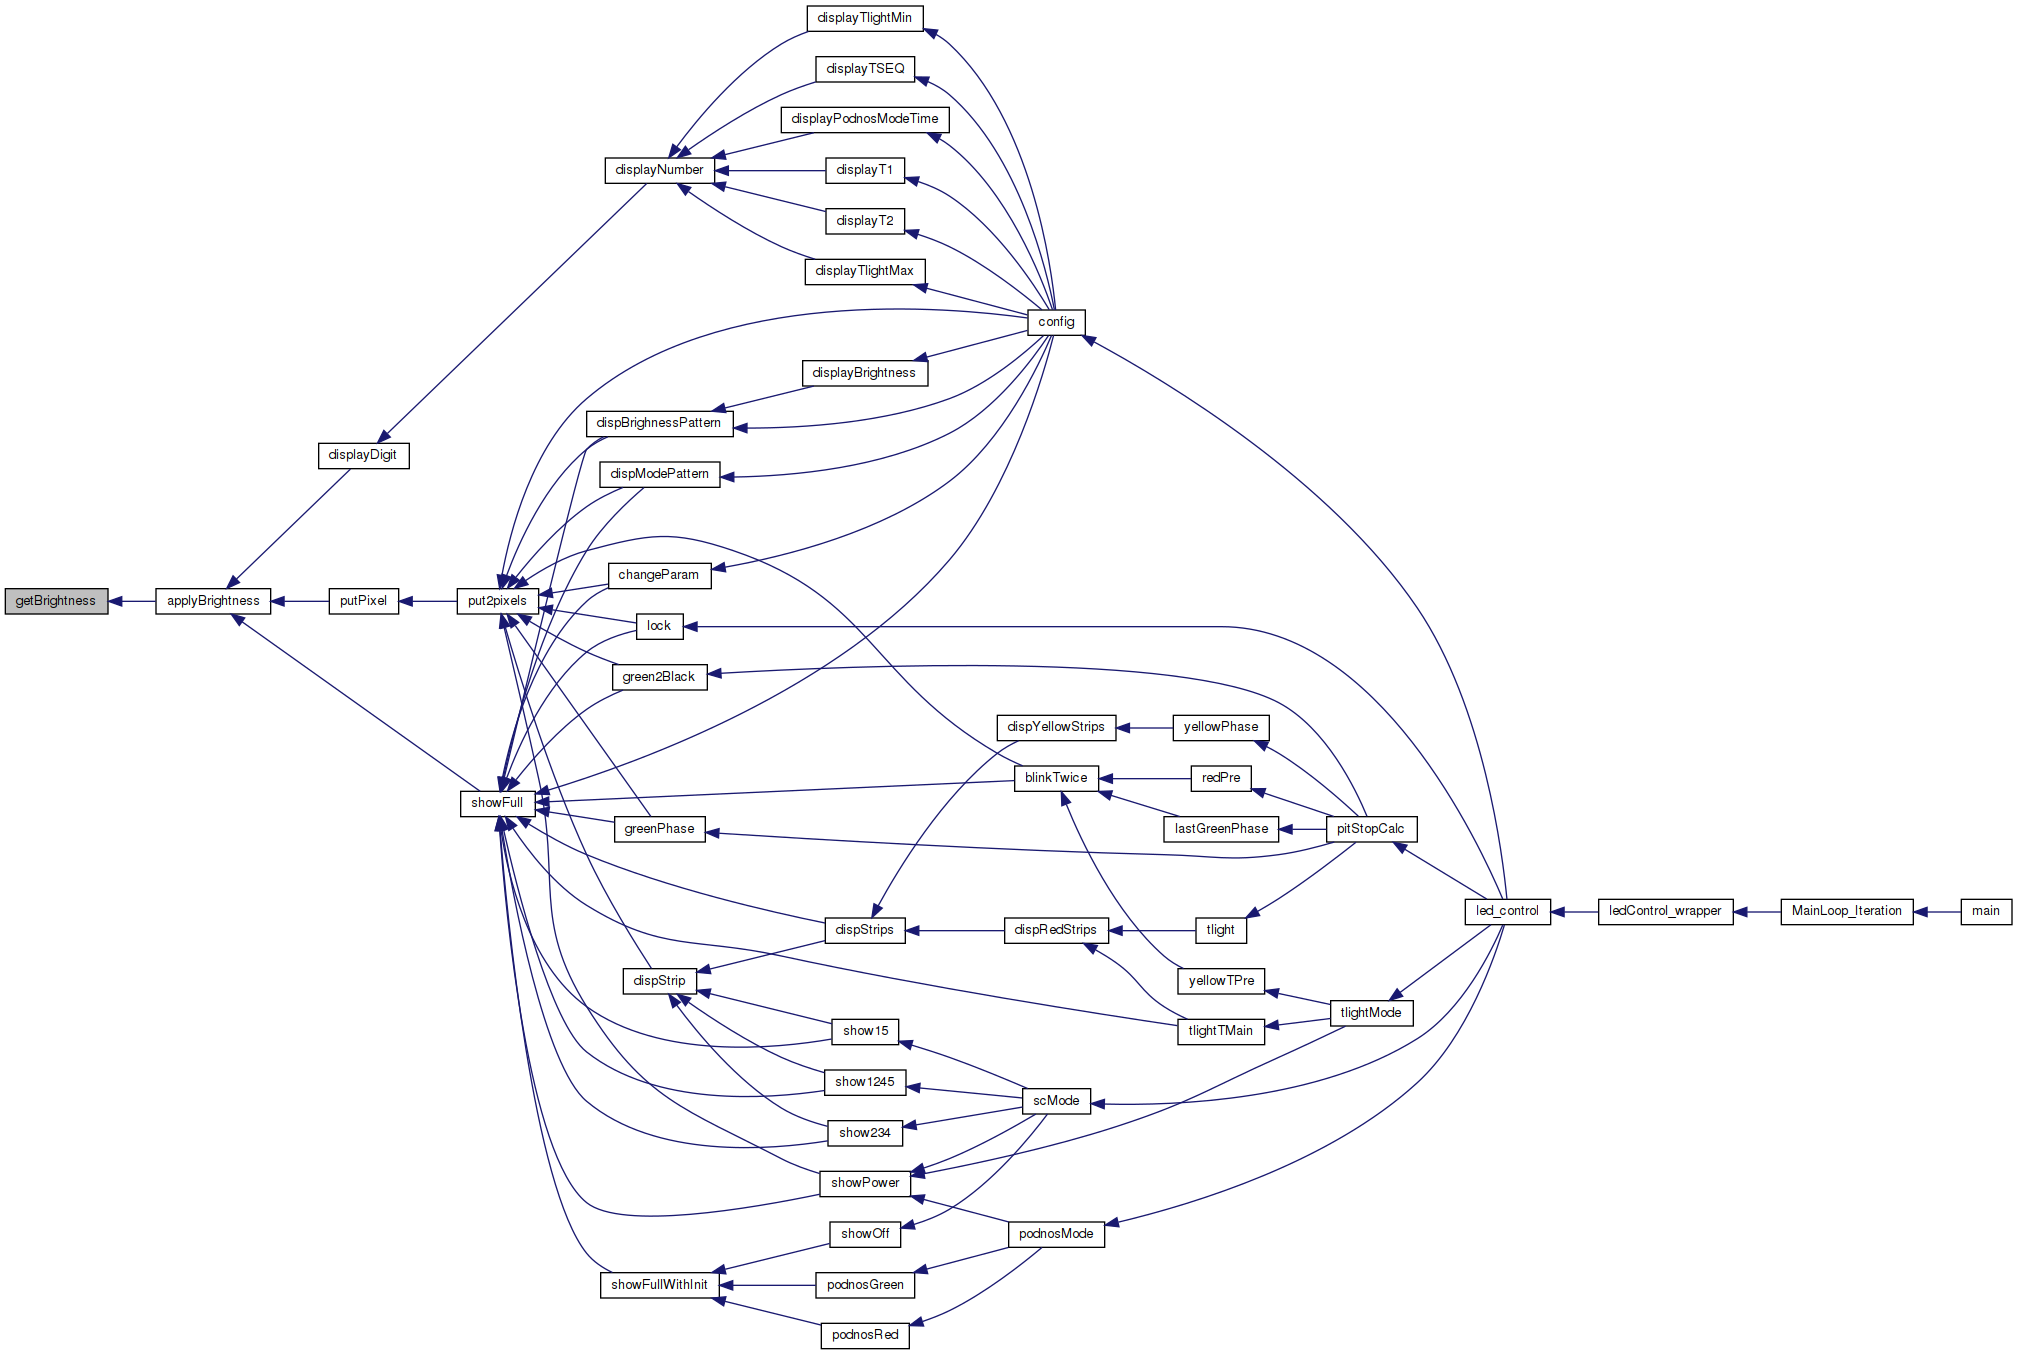 displayTlightMin
displayTSEQ
displayPodnosModeTime
displayNumber
displayT1
displayT2
displayTlightMax
config
displayBrightness
dispBrighnessPattern
displayDigit
dispModePattern
changeParam
getBrightness
applyBrightness
putPixel
put2pixels
lock
green2Black
dispYellowStrips
yellowPhase
blinkTwice
redPre
showFull
greenPhase
lastGreenPhase
pitStopCalc
led_control
ledControl_wrapper
MainLoop_Iteration
main
dispStrips
dispRedStrips
tlight
dispStrip
yellowTPre
tlightMode
show15
tlightTMain
show1245
scMode
show234
showPower
showOff
podnosMode
showFullWithInit
podnosGreen
podnosRed